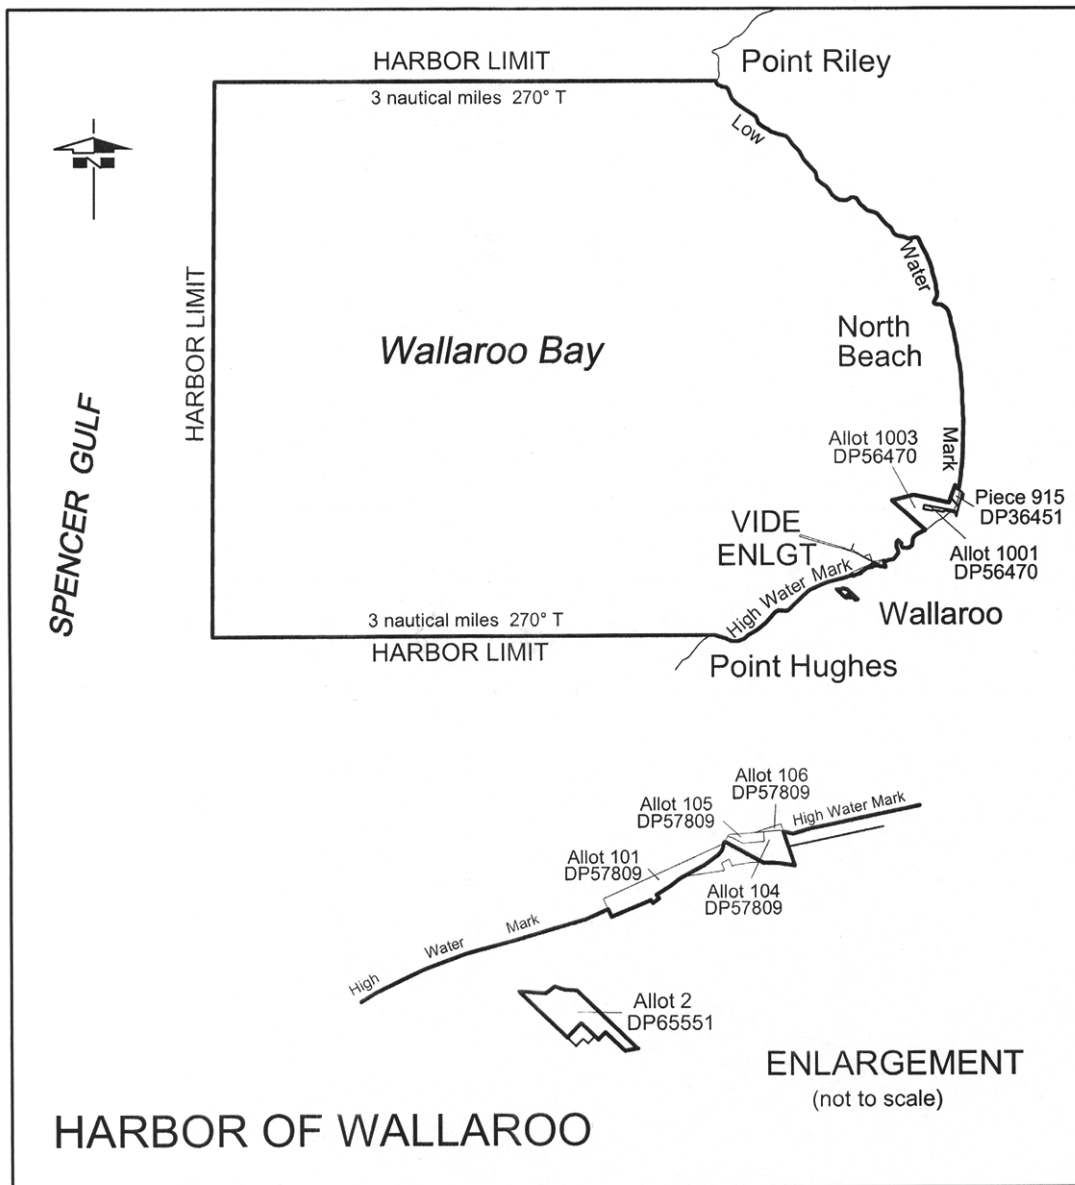 HARBOR LIMIT
Point Riley
3 nautical miles 270° T
Low
N
Water
HARBOR LIMIT
North
Beach
Wallaroo Bay
SPENCER GULF
Allot 1003
DP56470
Mark
Piece 915
DP36451
VIDE
ENLGT
Allot 1001
DP56470
High Water Mark
Wallaroo
3 nautical miles 270° T
HARBOR LIMIT
Point Hughes
Allot 106
DP57809
Allot 105
DP57809
High Water Mark
Allot 101
DP57809
Allot 104
DP57809
High Water Mark
Allot 2
DP65551
ENLARGEMENT
(not to scale)
HARBOR OF WALLAROO